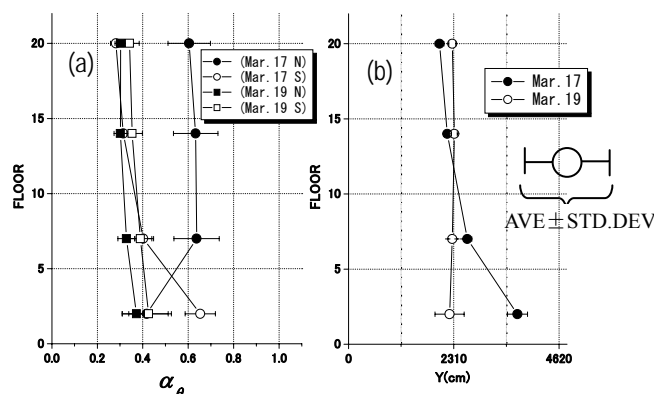 20
15
10
5
0
FLOOR
(a)
(Mar. 17 N)
(Mar. 17 S)
(Mar. 19 N)
(Mar. 19 S)
0.0 0.2 0.4 0.6 0.8 1.0
αθ
20
15
10
5
0
FLOOR
(b)
Mar. 17
Mar. 19
AVE±STD.DEV
0 2310 4620
Y(cm)